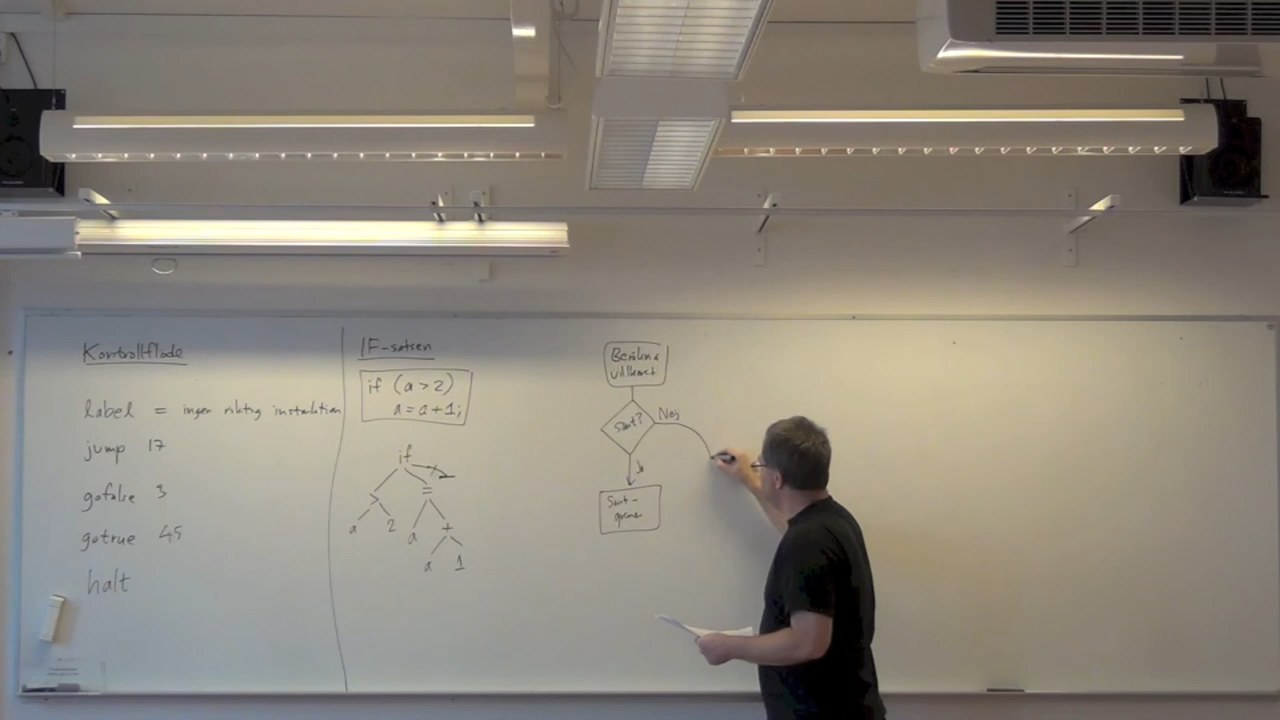 Kontrollflöde
label = ingen riktig instruktion
jump 17
gofalse 3
gotrue 45
halt
IF-satsen
if (a > 2)
a = a + 1;
if
> =
a 2 a +
a 1
Beräkna
villkoret
Sant?
Nej
Ja
Sant-
grenen